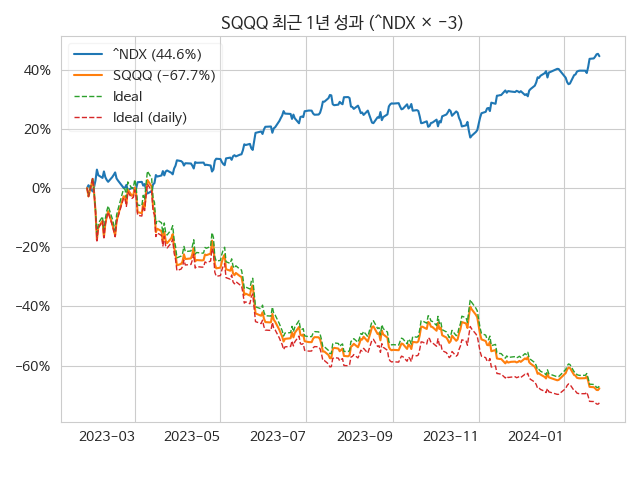 SQQQ 최근 1년 성과 (^NDX × −3)
^NDX (44.6%)
SQQQ (−67.7%)
Ideal
Ideal (daily)
40%
20%
0%
−20%
−40%
−60%
2023−03
2023−05
2023−07
2023−09
2023−11
2024−01